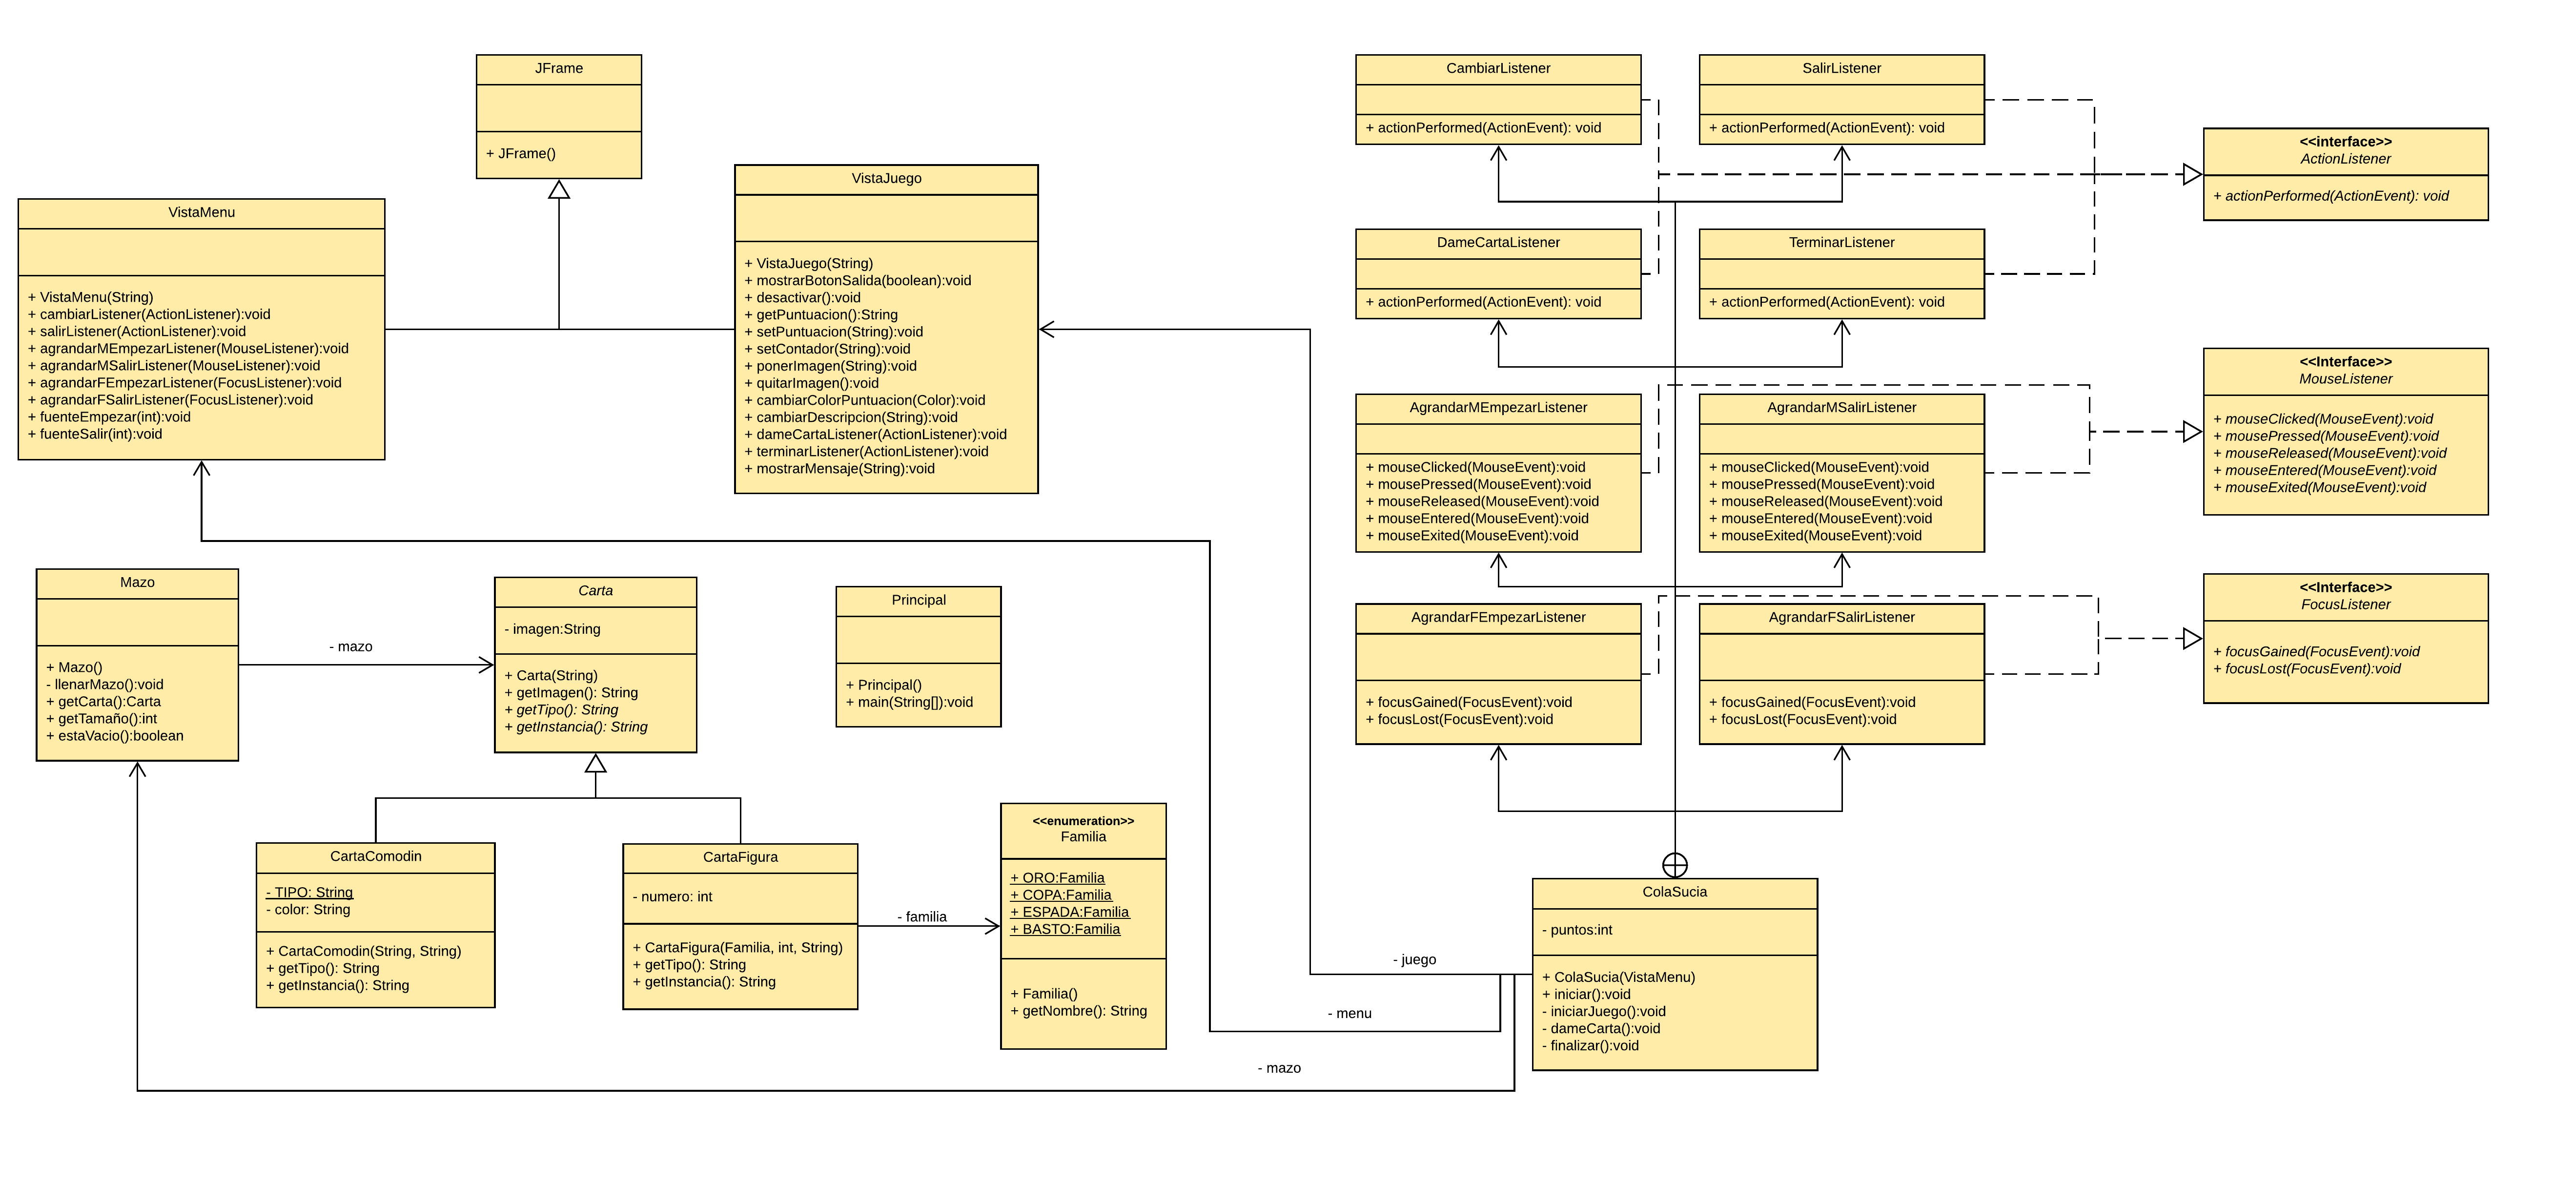 JFrame
+ JFrame()
VistaMenu
+ VistaMenu(String)
+ cambiarListener(ActionListener):void
+ salirListener(ActionListener):void
+ agrandarMEmpezarListener(MouseListener):void
+ agrandarMSalirListener(MouseListener):void
+ agrandarFEmpezarListener(FocusListener):void
+ agrandarFSalirListener(FocusListener):void
+ fuenteEmpezar(int):void
+ fuenteSalir(int):void
VistaJuego
+ VistaJuego(String)
+ mostrarBotonSalida(boolean):void
+ desactivar():void
+ getPuntuacion():String
+ setPuntuacion(String):void
+ setContador(String):void
+ ponerImagen(String):void
+ quitarImagen():void
+ cambiarColorPuntuacion(Color):void
+ cambiarDescripcion(String):void
+ dameCartaListener(ActionListener):void
+ terminarListener(ActionListener):void
+ mostrarMensaje(String):void
CambiarListener
+ actionPerformed(ActionEvent): void
SalirListener
+ actionPerformed(ActionEvent): void
<<interface>>
ActionListener
+ actionPerformed(ActionEvent): void
DameCartaListener
+ actionPerformed(ActionEvent): void
TerminarListener
+ actionPerformed(ActionEvent): void
<<Interface>>
MouseListener
+ mouseClicked(MouseEvent):void
+ mousePressed(MouseEvent):void
+ mouseReleased(MouseEvent):void
+ mouseEntered(MouseEvent):void
+ mouseExited(MouseEvent):void
AgrandarMEmpezarListener
+ mouseClicked(MouseEvent):void
+ mousePressed(MouseEvent):void
+ mouseReleased(MouseEvent):void
+ mouseEntered(MouseEvent):void
+ mouseExited(MouseEvent):void
AgrandarMSalirListener
+ mouseClicked(MouseEvent):void
+ mousePressed(MouseEvent):void
+ mouseReleased(MouseEvent):void
+ mouseEntered(MouseEvent):void
+ mouseExited(MouseEvent):void
<<Interface>>
FocusListener
+ focusGained(FocusEvent):void
+ focusLost(FocusEvent):void
AgrandarFEmpezarListener
+ focusGained(FocusEvent):void
+ focusLost(FocusEvent):void
AgrandarFSalirListener
+ focusGained(FocusEvent):void
+ focusLost(FocusEvent):void
Mazo
+ Mazo()
- llenarMazo():void
+ getCarta():Carta
+ getTamaño():int
+ estaVacio():boolean
- mazo
Carta
- imagen:String
+ Carta(String)
+ getImagen(): String
+ getTipo(): String
+ getInstancia(): String
Principal
+ Principal()
+ main(String[]):void
CartaComodin
- TIPO: String
- color: String
+ CartaComodin(String, String)
+ getTipo(): String
+ getInstancia(): String
CartaFigura
- numero: int
+ CartaFigura(Familia, int, String)
+ getTipo(): String
+ getInstancia(): String
- familia
<<enumeration>>
Familia
+ ORO:Familia
+ COPA:Familia
+ ESPADA:Familia
+ BASTO:Familia
+ Familia()
+ getNombre(): String
- juego
- menu
- mazo
ColaSucia
- puntos:int
+ ColaSucia(VistaMenu)
+ iniciar():void
- iniciarJuego():void
- dameCarta():void
- finalizar():void